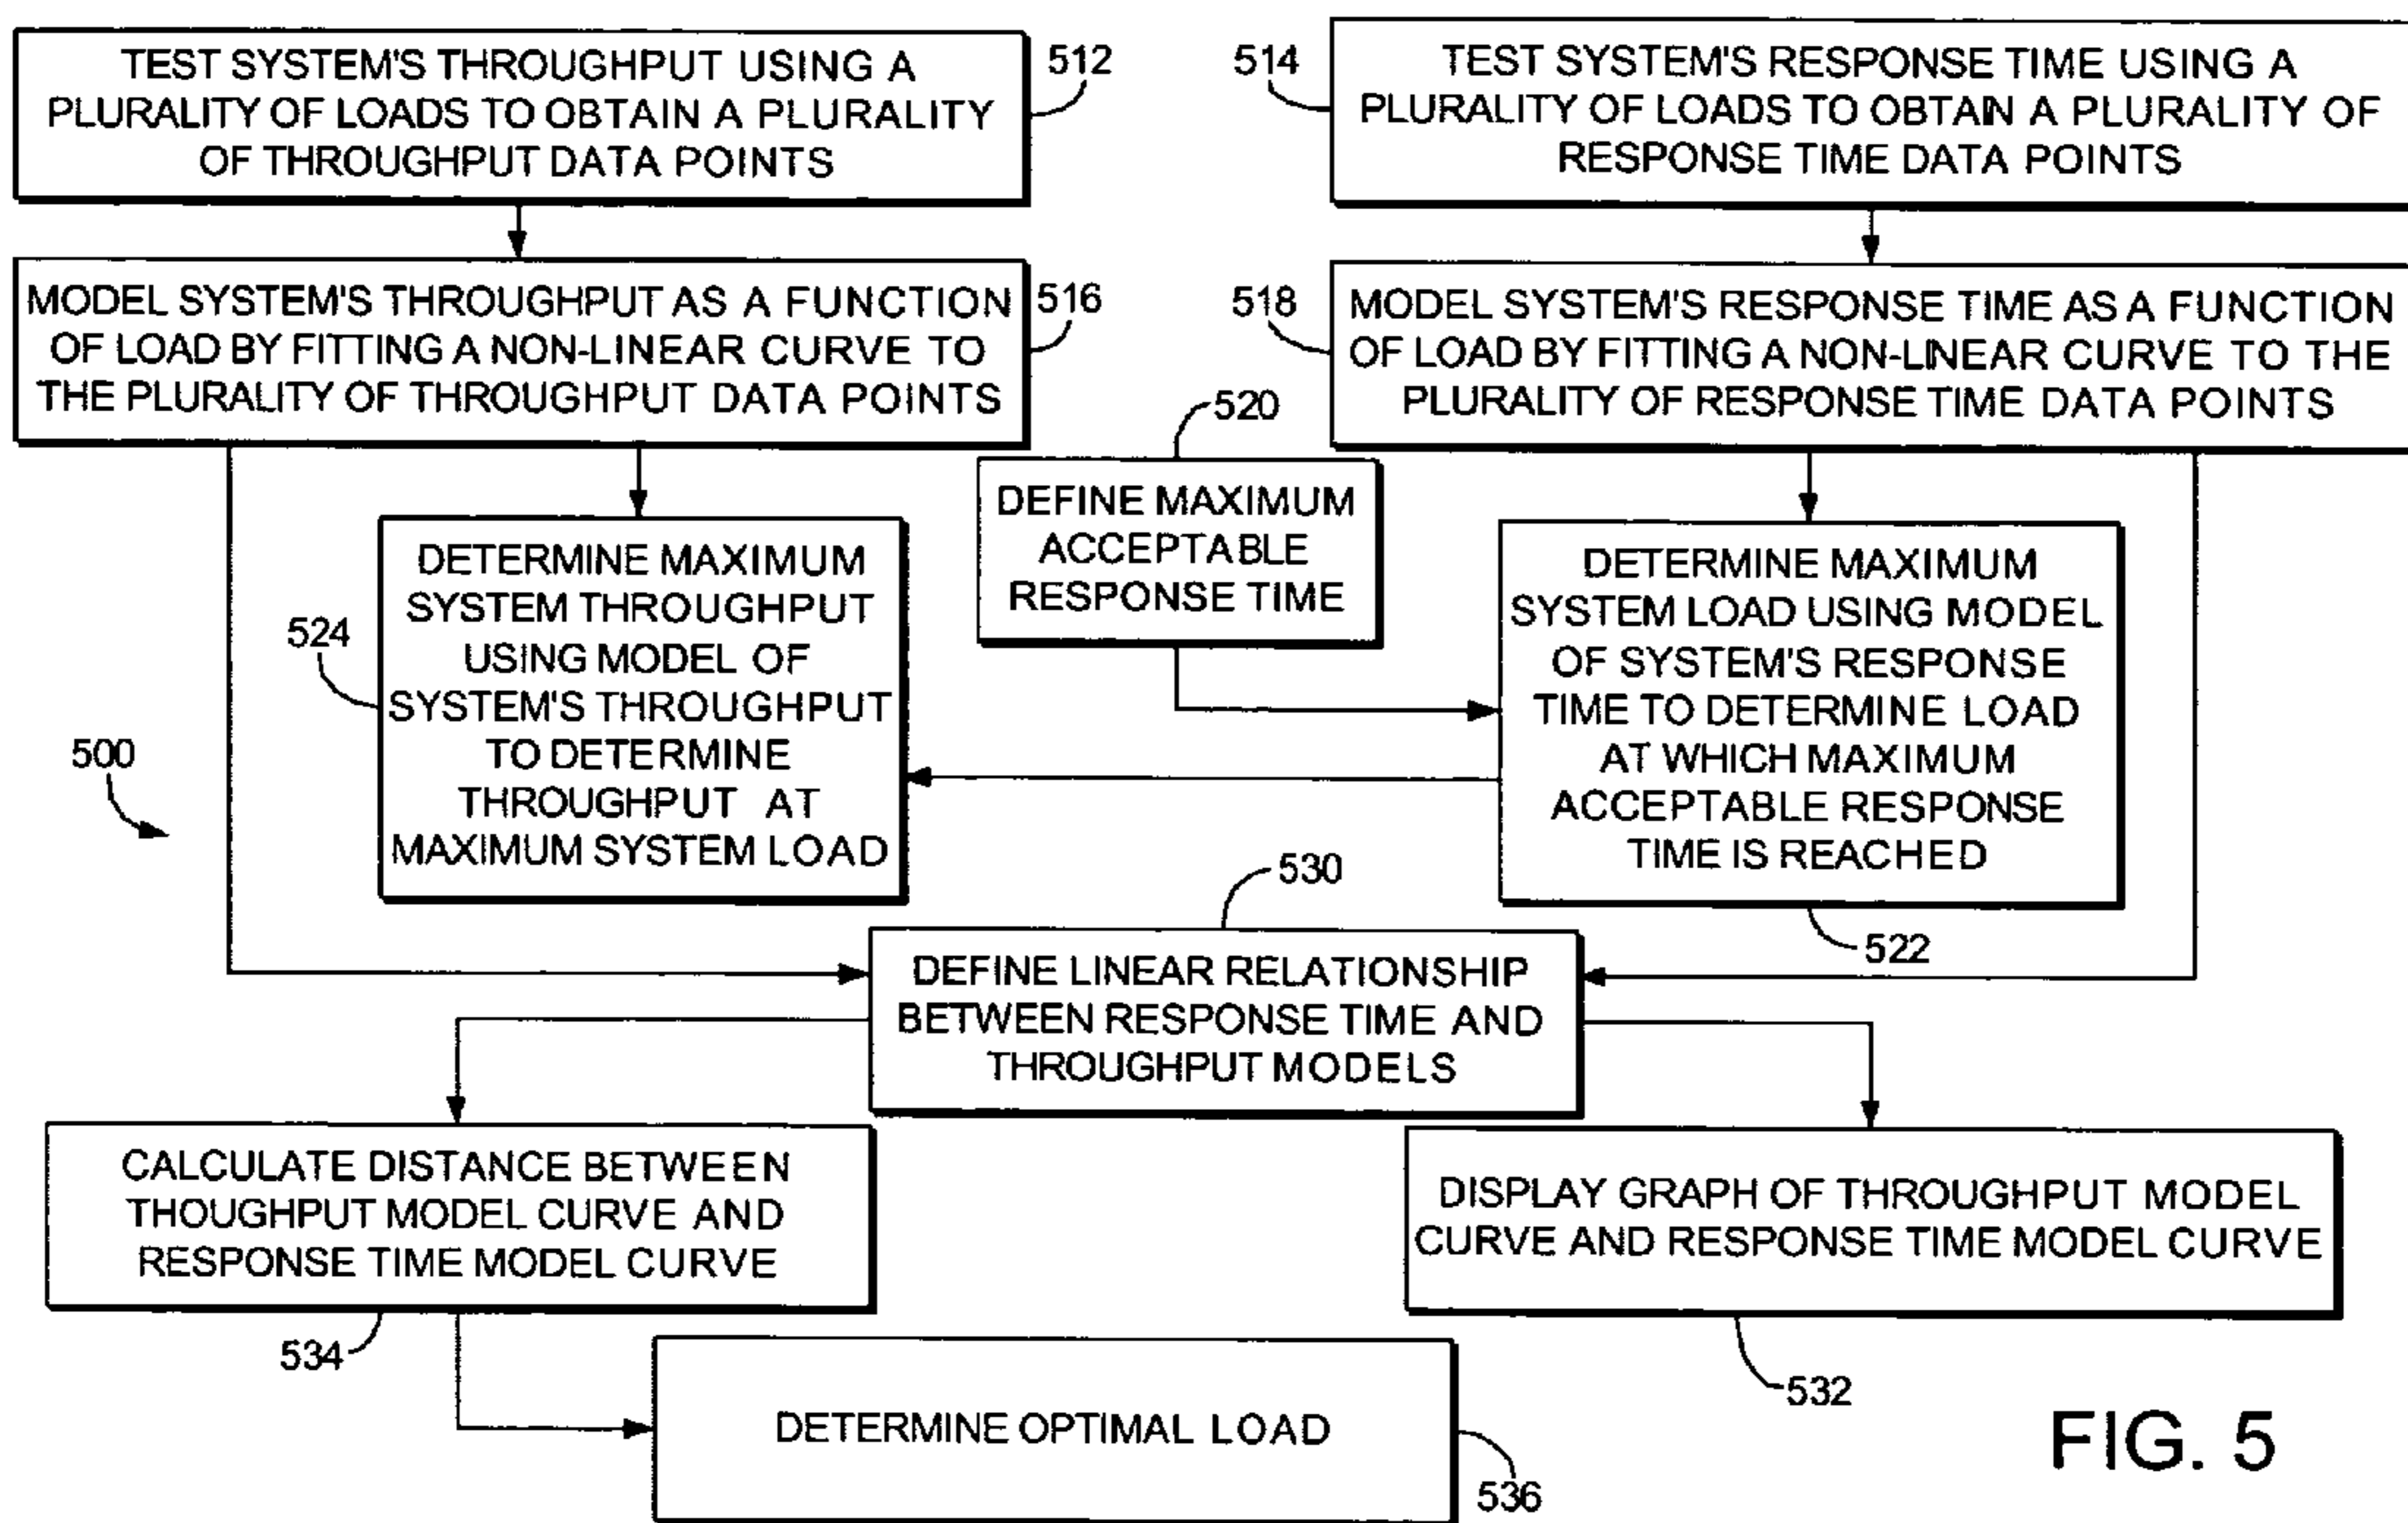 TEST SYSTEM'S THROUGHPUT USING A
PLURALITY OF LOADS TO OBTAIN A PLURALITY
OF THROUGHPUT DATA POINTS
512
514
TEST SYSTEM'S RESPONSE TIME USING A
PLURALITY OF LOADS TO OBTAIN A PLURALITY OF
RESPONSE TIME DATA POINTS
MODEL SYSTEM'S THROUGHPUT AS A FUNCTION
OF LOAD BY FITTING A NON-LINEAR CURVE TO
THE PLURALITY OF THROUGHPUT DATA POINTS
516
518
MODEL SYSTEM'S RESPONSE TIME AS A FUNCTION
OF LOAD BY FITTING A NON-LINEAR CURVE TO THE
PLURALITY OF RESPONSE TIME DATA POINTS
520
DEFINE MAXIMUM
ACCEPTABLE
RESPONSE TIME
524
DETERMINE MAXIMUM
SYSTEM THROUGHPUT
USING MODEL OF
SYSTEM'S THROUGHPUT
TO DETERMINE
THROUGHPUT AT
MAXIMUM SYSTEM LOAD
DETERMINE MAXIMUM
SYSTEM LOAD USING MODEL
OF SYSTEM'S RESPONSE
TIME TO DETERMINE LOAD
AT WHICH MAXIMUM
ACCEPTABLE RESPONSE
TIME IS REACHED
522
500
530
DEFINE LINEAR RELATIONSHIP
BETWEEN RESPONSE TIME AND
THROUGHPUT MODELS
CALCULATE DISTANCE BETWEEN
THOUGHPUT MODEL CURVE AND
RESPONSE TIME MODEL CURVE
534
DISPLAY GRAPH OF THROUGHPUT MODEL
CURVE AND RESPONSE TIME MODEL CURVE
532
DETERMINE OPTIMAL LOAD
536
FIG. 5